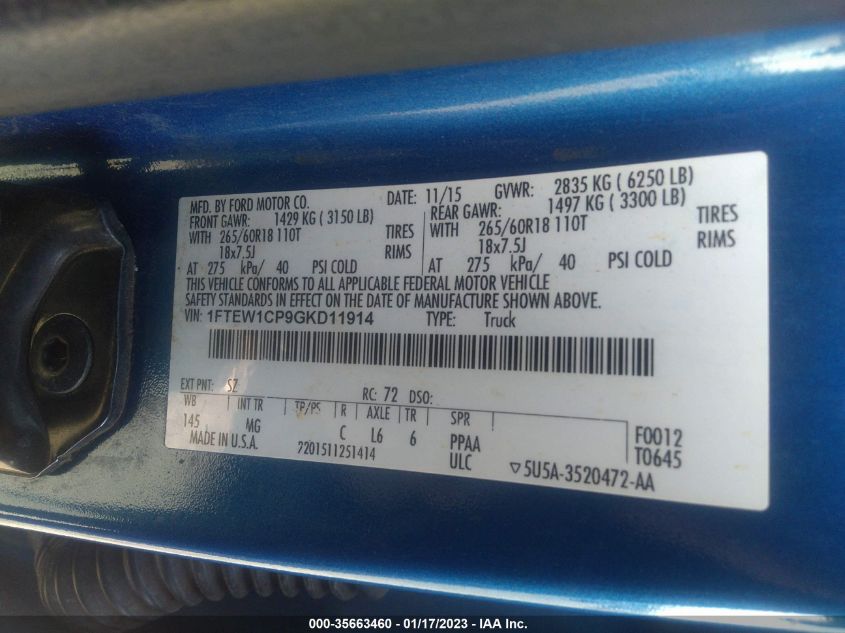 MFD. BY FORD MOTOR CO. DATE: 11/15 GVWR: 2835 KG ( 6250 LB)
FRONT GAWR: 1429 KG ( 3150 LB) REAR GAWR: 1497 KG ( 3300 LB)
WITH 265/60R18 110T TIRES WITH 265/60R18 110T TIRES
18x7.5J RIMS 18x7.5J RIMS
AT 275 kPa/ 40 PSI COLD AT 275 kPa/ 40 PSI COLD
THIS VEHICLE CONFORMS TO ALL APPLICABLE FEDERAL MOTOR VEHICLE
SAFETY STANDARDS IN EFFECT ON THE DATE OF MANUFACTURE SHOWN ABOVE.
VIN: 1FTEW1CP9GKD11914 TYPE: Truck
EXT PNT: SZ RC: 72 DSO:
WB INT TR TP/PS R AXLE TR SPR
145 MG C L6 6 PPAA F0012
MADE IN U.S.A. ?201511251414 ULC T0645
▽5U5A-3520472-AA
000-35663460 - 01/17/2023 - IAA Inc.